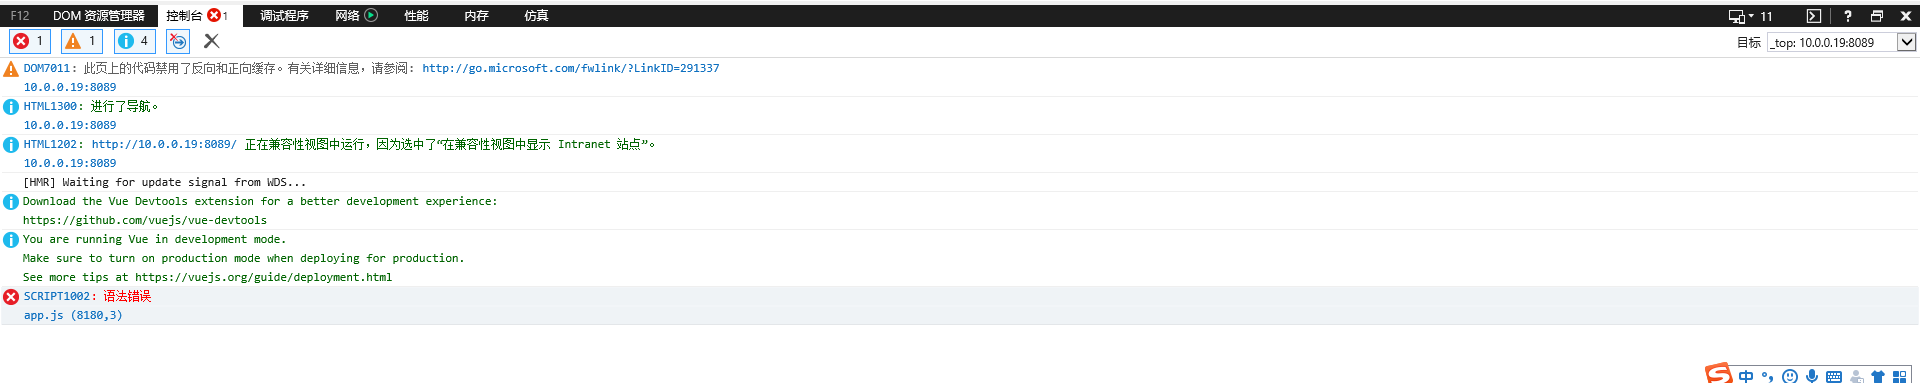 F12 DOM 资源管理器 控制台 1 调试程序 网络 性能 内存 仿真 11 ?
1 1 4 目标 _top: 10.0.0.19:8089
DOM7011: 此页上的代码禁用了反向和正向缓存。有关详细信息，请参阅: http://go.microsoft.com/fwlink/?LinkID=291337
10.0.0.19:8089
HTML1300: 进行了导航。
10.0.0.19:8089
HTML1202: http://10.0.0.19:8089/ 正在兼容性视图中运行，因为选中了“在兼容性视图中显示 Intranet 站点”。
10.0.0.19:8089
[HMR] Waiting for update signal from WDS...
Download the Vue Devtools extension for a better development experience:
https://github.com/vuejs/vue-devtools
You are running Vue in development mode.
Make sure to turn on production mode when deploying for production.
See more tips at https://vuejs.org/guide/deployment.html
SCRIPT1002: 语法错误
app.js (8180,3)
S 中